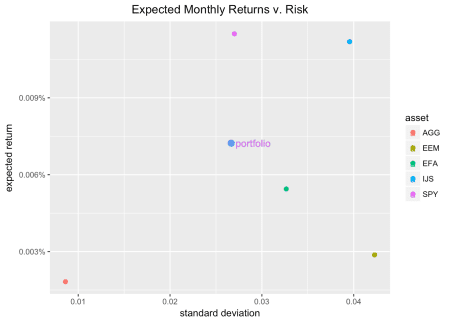 Expected Monthly Returns v. Risk
0.009%
0.006%
0.003%
expected return
portfolio
0.01 0.02 0.03 0.04
standard deviation
asset
AGG
EEM
EFA
IJS
SPY